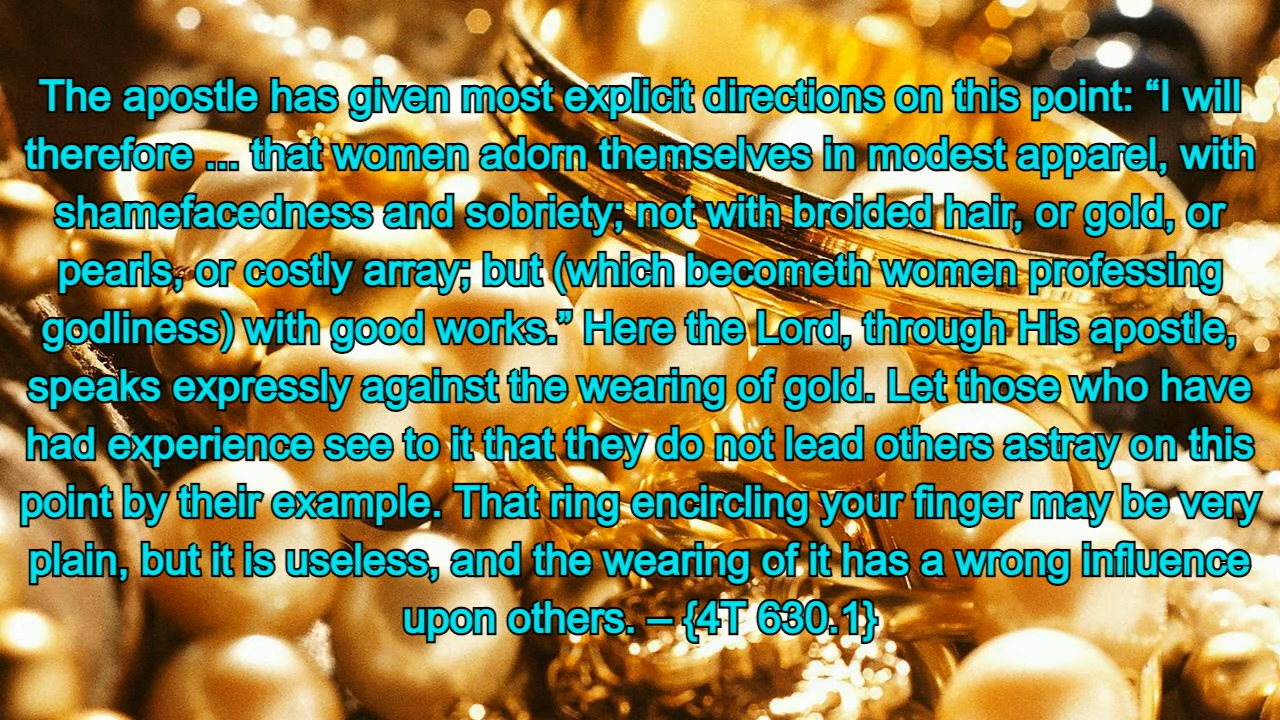 The apostle has given most explicit directions on this point: “I will
therefore ... that women adorn themselves in modest apparel, with
shamefacedness and sobriety; not with broided hair, or gold, or
pearls, or costly array; but (which becometh women professing
godliness) with good works.” Here the Lord, through His apostle,
speaks expressly against the wearing of gold. Let those who have
had experience see to it that they do not lead others astray on this
point by their example. That ring encircling your finger may be very
plain, but it is useless, and the wearing of it has a wrong influence
upon others. – {4T 630.1}